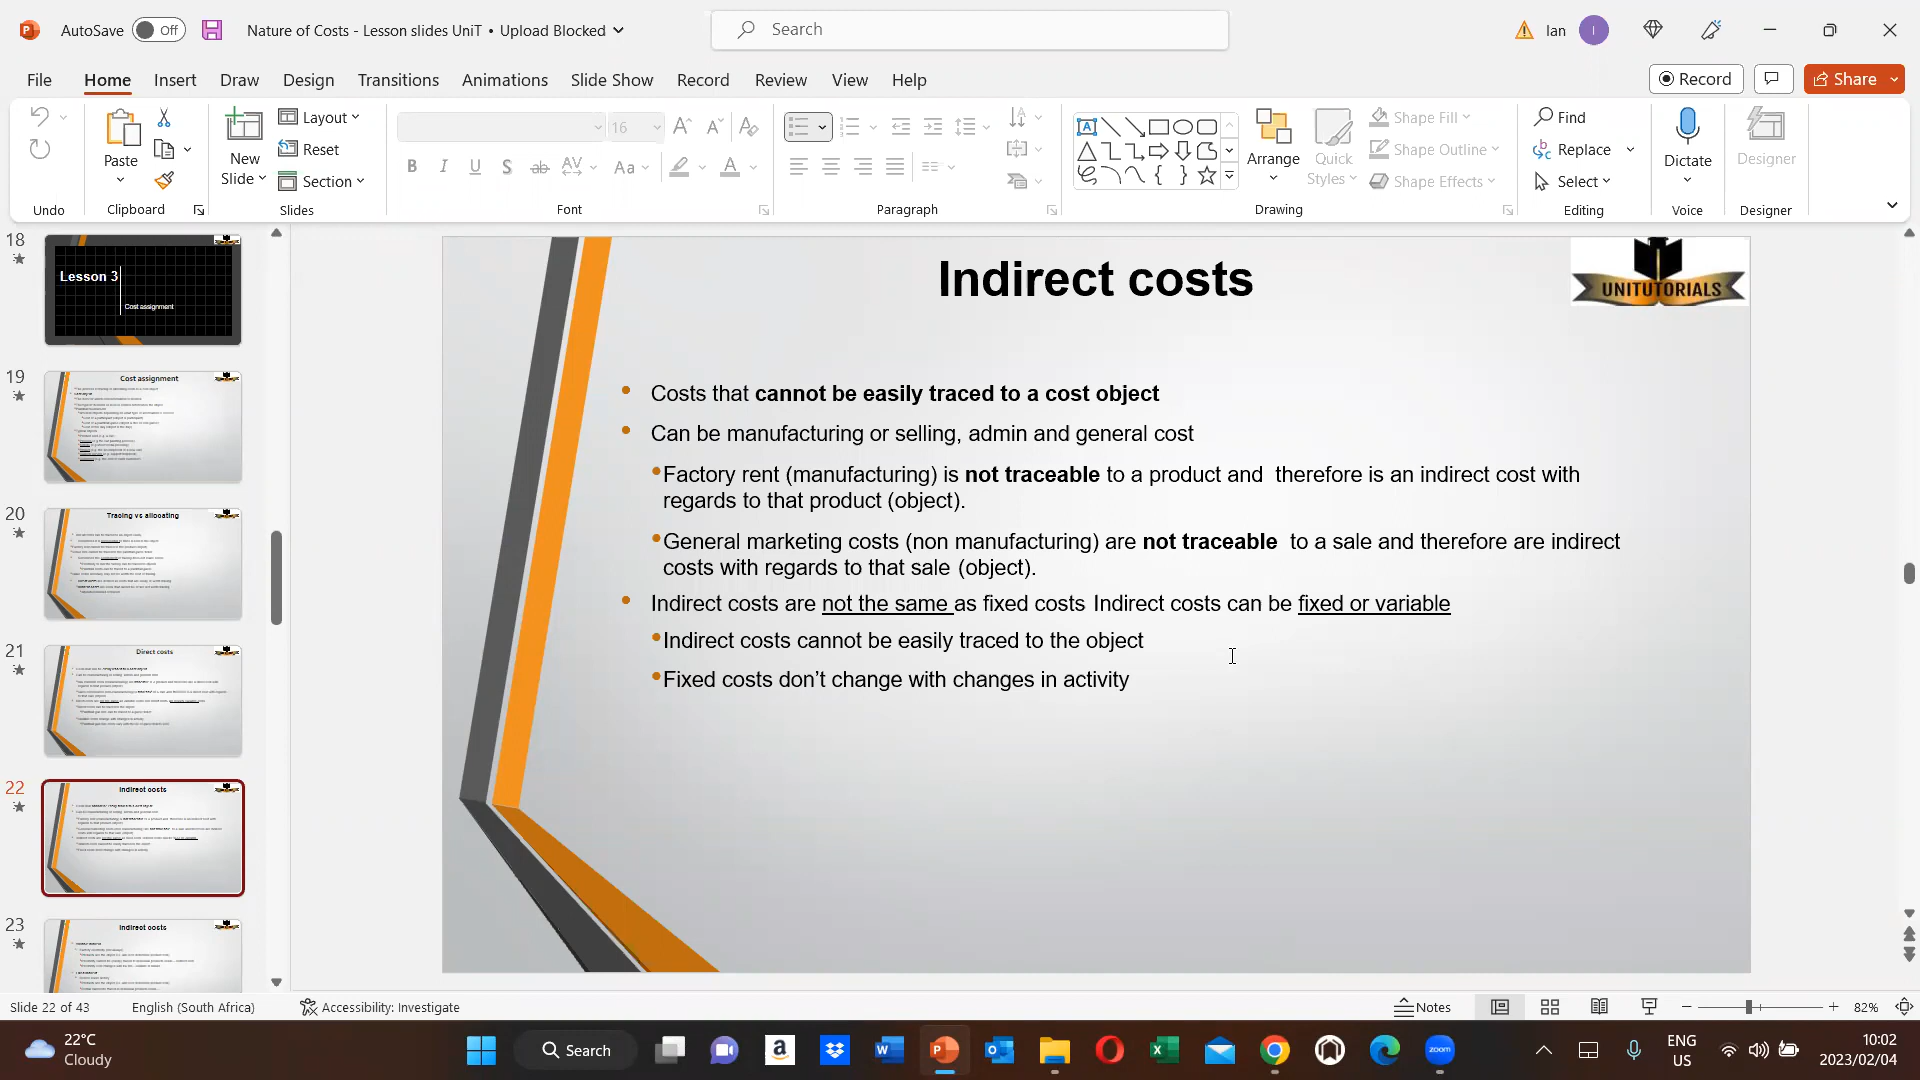 AutoSave Off Nature of Costs - Lesson slides UniT • Upload Blocked Search Ian
File Home Insert Draw Design Transitions Animations Slide Show Record Review View Help Record Share
Paste New Slide Layout Reset Section 16 Arrange Quick Styles Shape Fill Shape Outline Shape Effects Find Replace Select Dictate Designer
Undo Clipboard Slides Font Paragraph Drawing Editing Voice Designer
18
Lesson 3
Cost assignment
19
Cost assignment
20
Tracing vs allocating
21
Direct costs
22
Indirect costs
23
Indirect costs
Indirect costs
UNITUTORIALS
• Costs that cannot be easily traced to a cost object
• Can be manufacturing or selling, admin and general cost
•Factory rent (manufacturing) is not traceable to a product and therefore is an indirect cost with
regards to that product (object).
•General marketing costs (non manufacturing) are not traceable to a sale and therefore are indirect
costs with regards to that sale (object).
• Indirect costs are not the same as fixed costs Indirect costs can be fixed or variable
•Indirect costs cannot be easily traced to the object
•Fixed costs don’t change with changes in activity
Slide 22 of 43 English (South Africa) Accessibility: Investigate Notes 82%
22°C
Cloudy
Search
zoom
ENG
US
10:02
2023/02/04